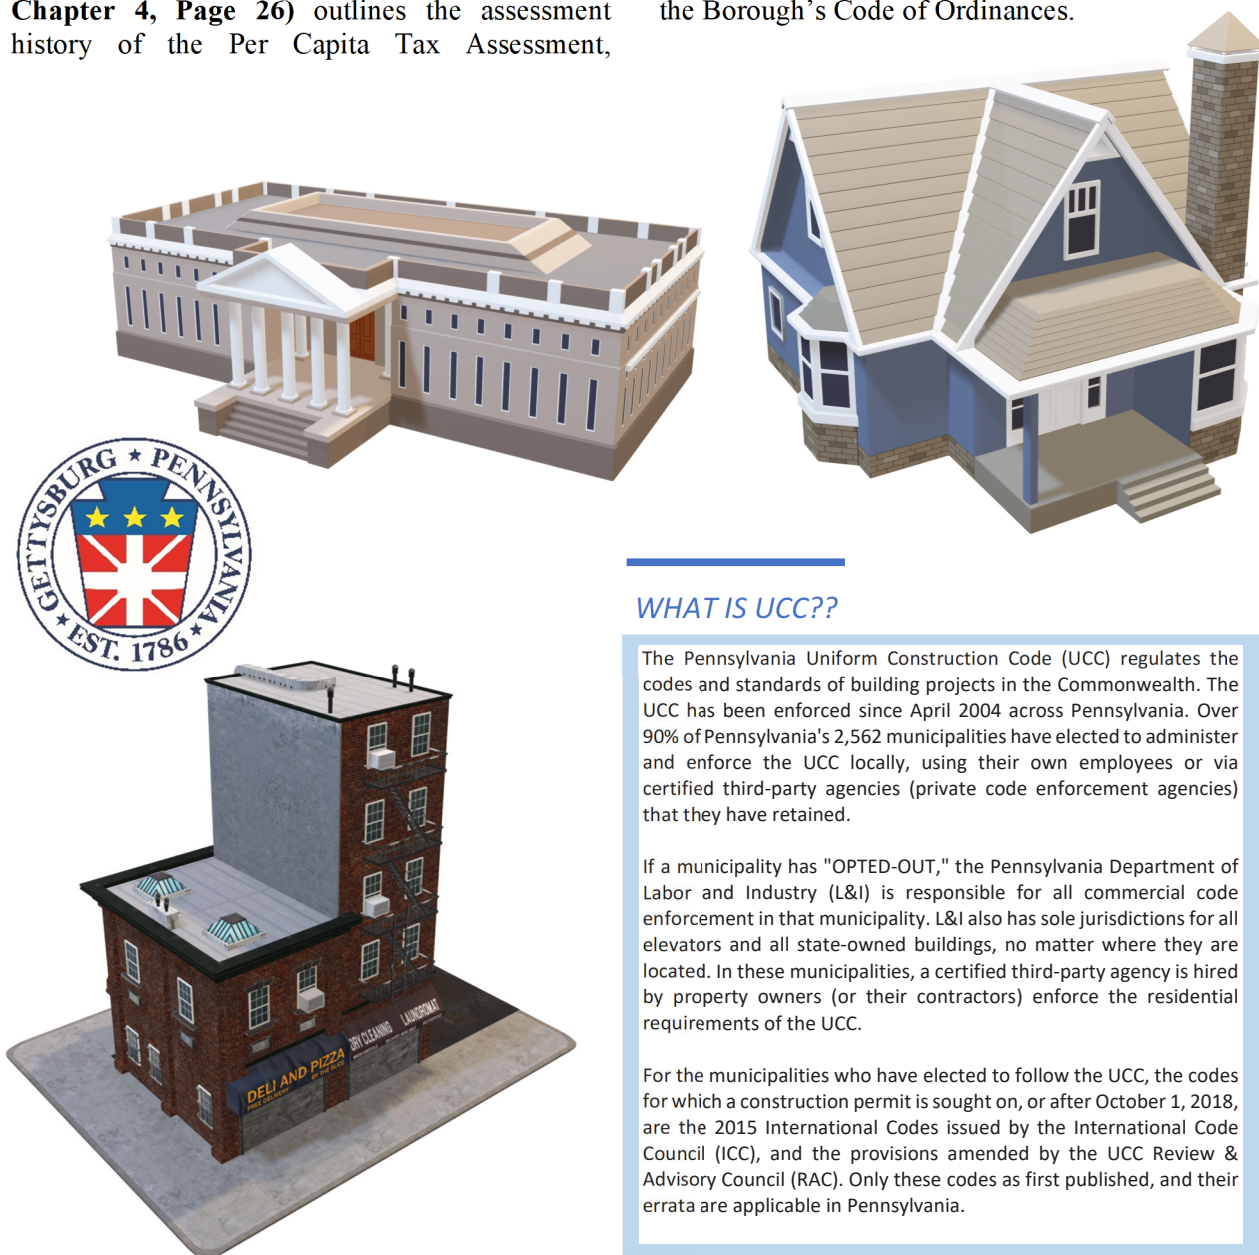 Chapter 4, Page 26) outlines the assessment
history of the Per Capita Tax Assessment,
the Borough's Code of Ordinances.
GETTYSBURG ★ PENNSYLVANIA ★ EST. 1786 ★
DELI AND PIZZA
FREE DELIVERY
BY THE SLICE
DRY CLEANING
LAUNDROMAT
WHAT IS UCC??
The Pennsylvania Uniform Construction Code (UCC) regulates the
codes and standards of building projects in the Commonwealth. The
UCC has been enforced since April 2004 across Pennsylvania. Over
90% of Pennsylvania's 2,562 municipalities have elected to administer
and enforce the UCC locally, using their own employees or via
certified third-party agencies (private code enforcement agencies)
that they have retained.
If a municipality has "OPTED-OUT," the Pennsylvania Department of
Labor and Industry (L&I) is responsible for all commercial code
enforcement in that municipality. L&I also has sole jurisdictions for all
elevators and all state-owned buildings, no matter where they are
located. In these municipalities, a certified third-party agency is hired
by property owners (or their contractors) enforce the residential
requirements of the UCC.
For the municipalities who have elected to follow the UCC, the codes
for which a construction permit is sought on, or after October 1, 2018,
are the 2015 International Codes issued by the International Code
Council (ICC), and the provisions amended by the UCC Review &
Advisory Council (RAC). Only these codes as first published, and their
errata are applicable in Pennsylvania.